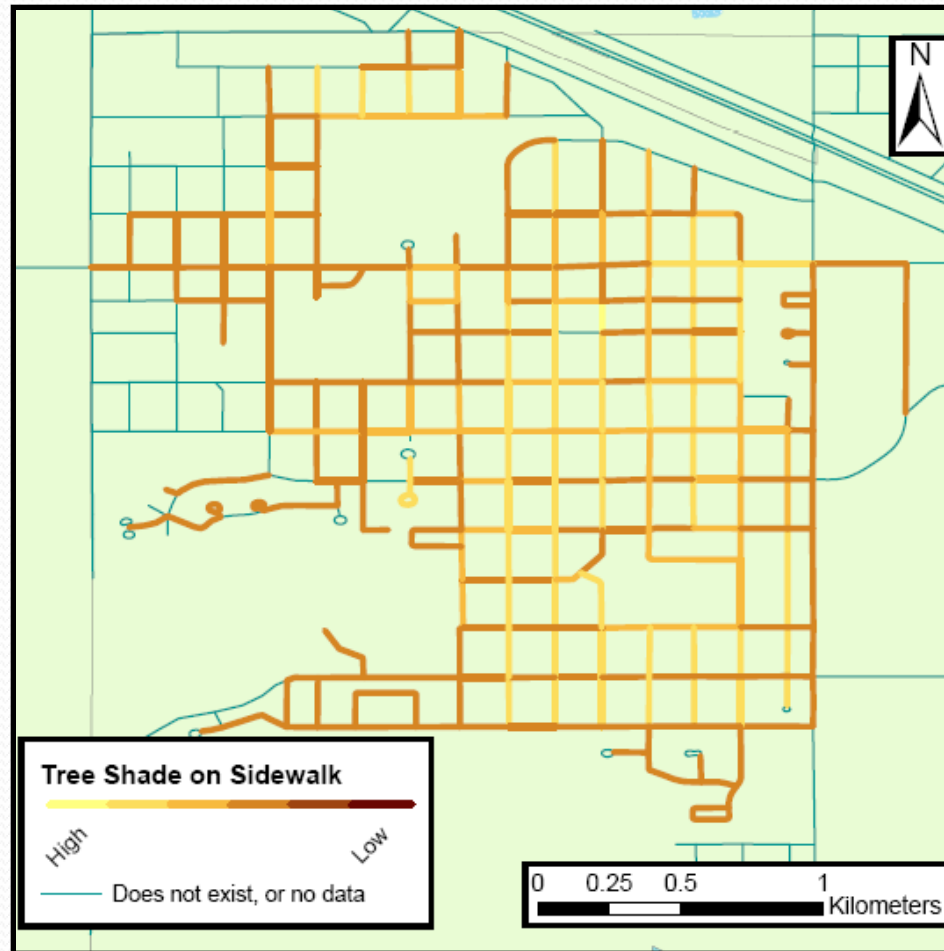 N
Tree Shade on Sidewalk
High
Low
Does not exist, or no data
0 0.25 0.5 1
Kilometers